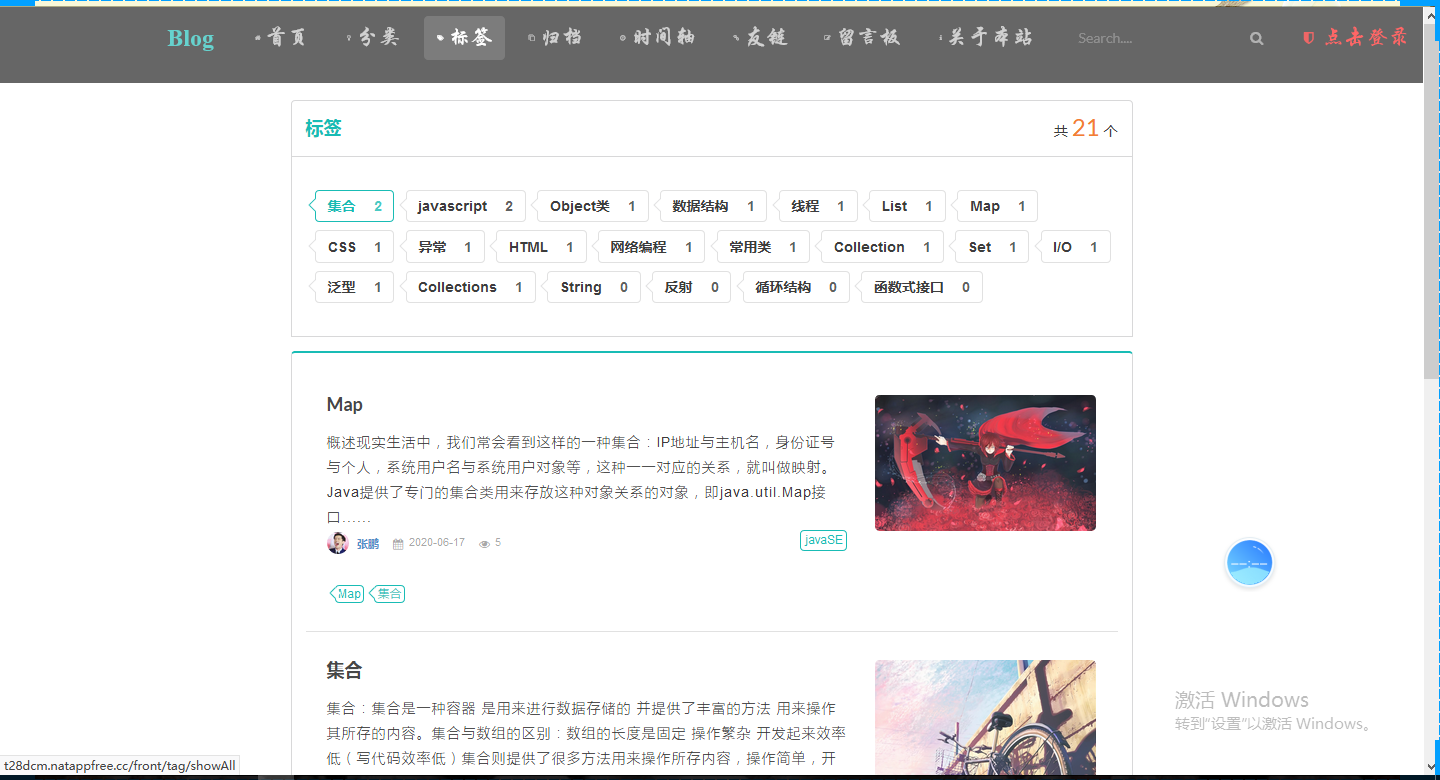 Blog 首页 分类 标签 归档 时间轴 友链 留言板 关于本站 Search.... 点击登录
标签 共 21 个
集合 2 javascript 2 Object类 1 数据结构 1 线程 1 List 1 Map 1
CSS 1 异常 1 HTML 1 网络编程 1 常用类 1 Collection 1 Set 1 I/O 1
泛型 1 Collections 1 String 0 反射 0 循环结构 0 函数式接口 0
Map
概述现实生活中，我们常会看到这样的一种集合：IP地址与主机名，身份证号
与个人，系统用户名与系统用户对象等，这种一一对应的关系，就叫做映射。
Java提供了专门的集合类用来存放这种对象关系的对象，即java.util.Map接
口......
张鹏 2020-06-17 5 javaSE
Map 集合
集合
集合：集合是一种容器 是用来进行数据存储的 并提供了丰富的方法 用来操作
其所存的内容。集合与数组的区别：数组的长度是固定 操作繁杂 开发起来效率
低（写代码效率低）集合则提供了很多方法用来操作所存内容，操作简单，开
激活 Windows
转到"设置"以激活 Windows。
t28dcm.natappfree.cc/front/tag/showAll